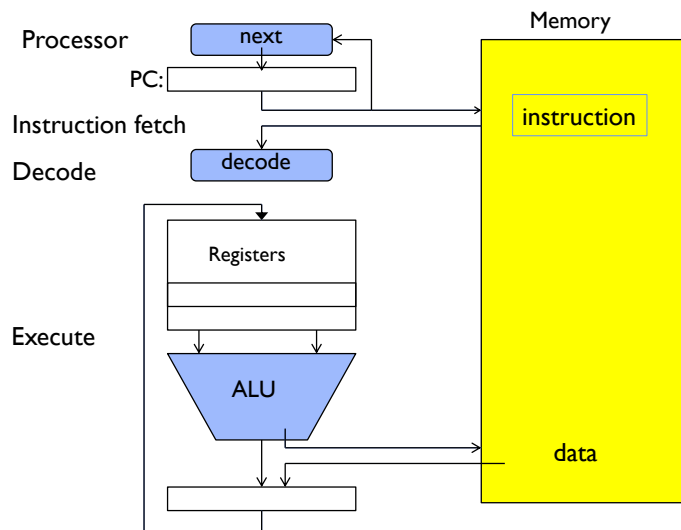 Processor
next
Memory
PC:
instruction
Instruction fetch
decode
Decode
Registers
Execute
ALU
data